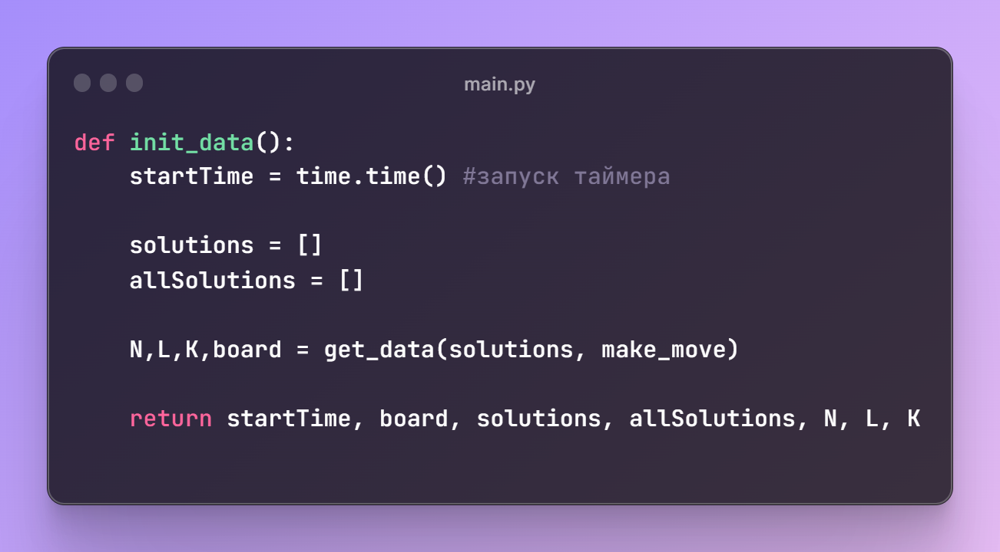 main.py
def init_data():
    startTime = time.time() #запуск таймера
    solutions = []
    allSolutions = []
    N,L,K,board = get_data(solutions, make_move)
    return startTime, board, solutions, allSolutions, N, L, K